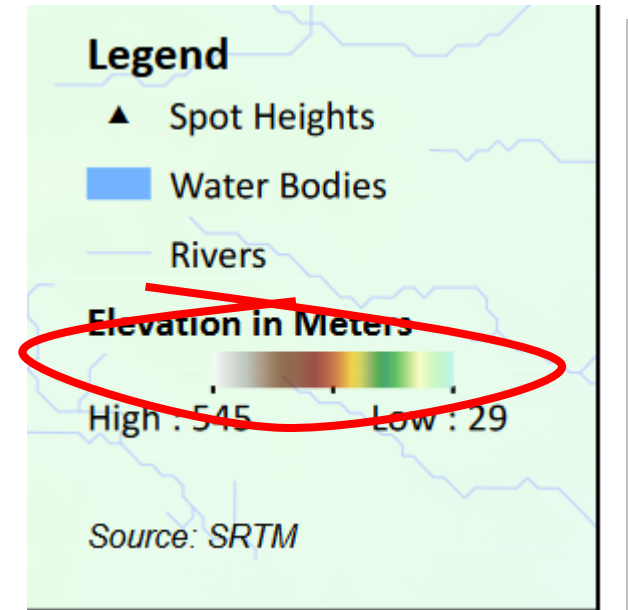 Legend
Spot Heights
Water Bodies
Rivers
Elevation in Meters
High : 545 Low : 29
Source: SRTM